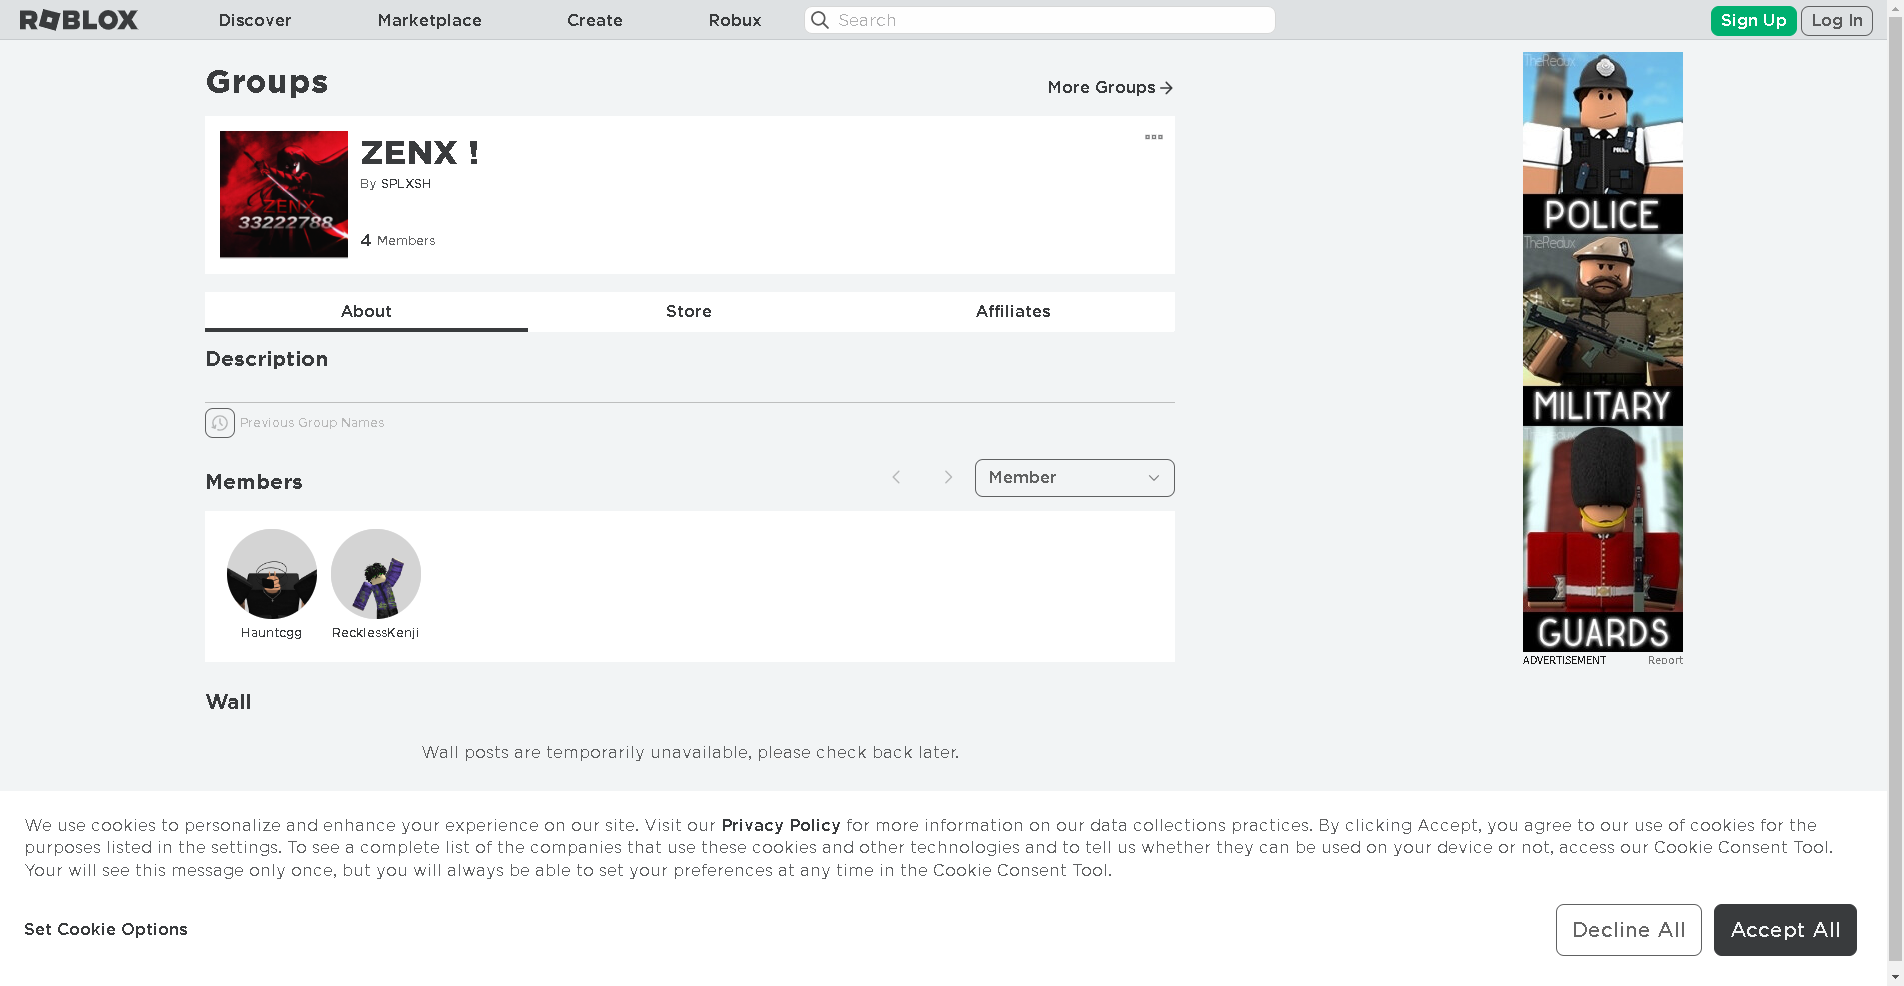 ROBLOX
Discover
Marketplace
Create
Robux
Search
Sign Up
Log In
Groups
More Groups
ZENX !
By SPLXSH
4 Members
ZENX
33222788
About
Store
Affiliates
Description
Previous Group Names
Members
Member
Hauntcgg
RecklessKenji
Wall
Wall posts are temporarily unavailable, please check back later.
TheRedux
POLICE
TheRedux
MILITARY
TheRedux
GUARDS
ADVERTISEMENT
Report
We use cookies to personalize and enhance your experience on our site. Visit our Privacy Policy for more information on our data collections practices. By clicking Accept, you agree to our use of cookies for the
purposes listed in the settings. To see a complete list of the companies that use these cookies and other technologies and to tell us whether they can be used on your device or not, access our Cookie Consent Tool.
Your will see this message only once, but you will always be able to set your preferences at any time in the Cookie Consent Tool.
Set Cookie Options
Decline All
Accept All